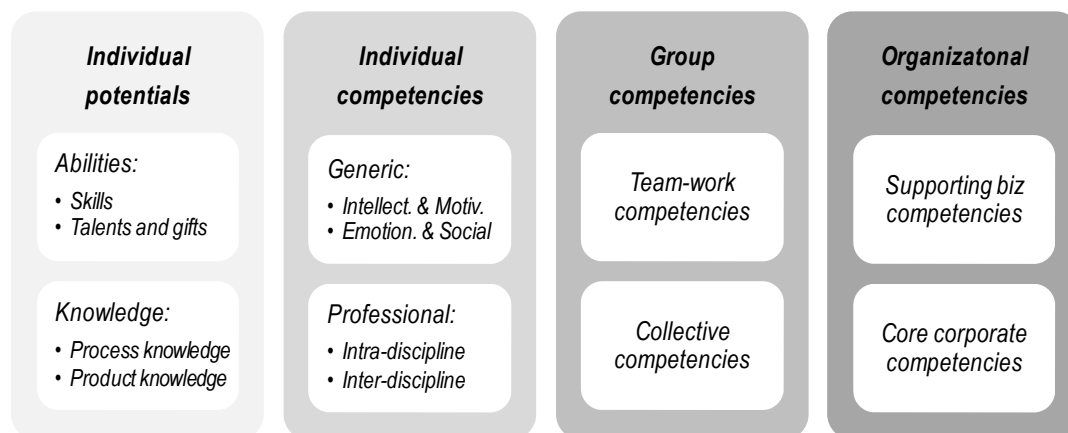 Individual
potentials
Abilities:
• Skills
• Talents and gifts
Knowledge:
• Process knowledge
• Product knowledge
Individual
competencies
Generic:
• Intellect. & Motiv.
• Emotion. & Social
Professional:
• Intra-discipline
• Inter-discipline
Group
competencies
Team-work
competencies
Collective
competencies
Organizatonal
competencies
Supporting biz
competencies
Core corporate
competencies